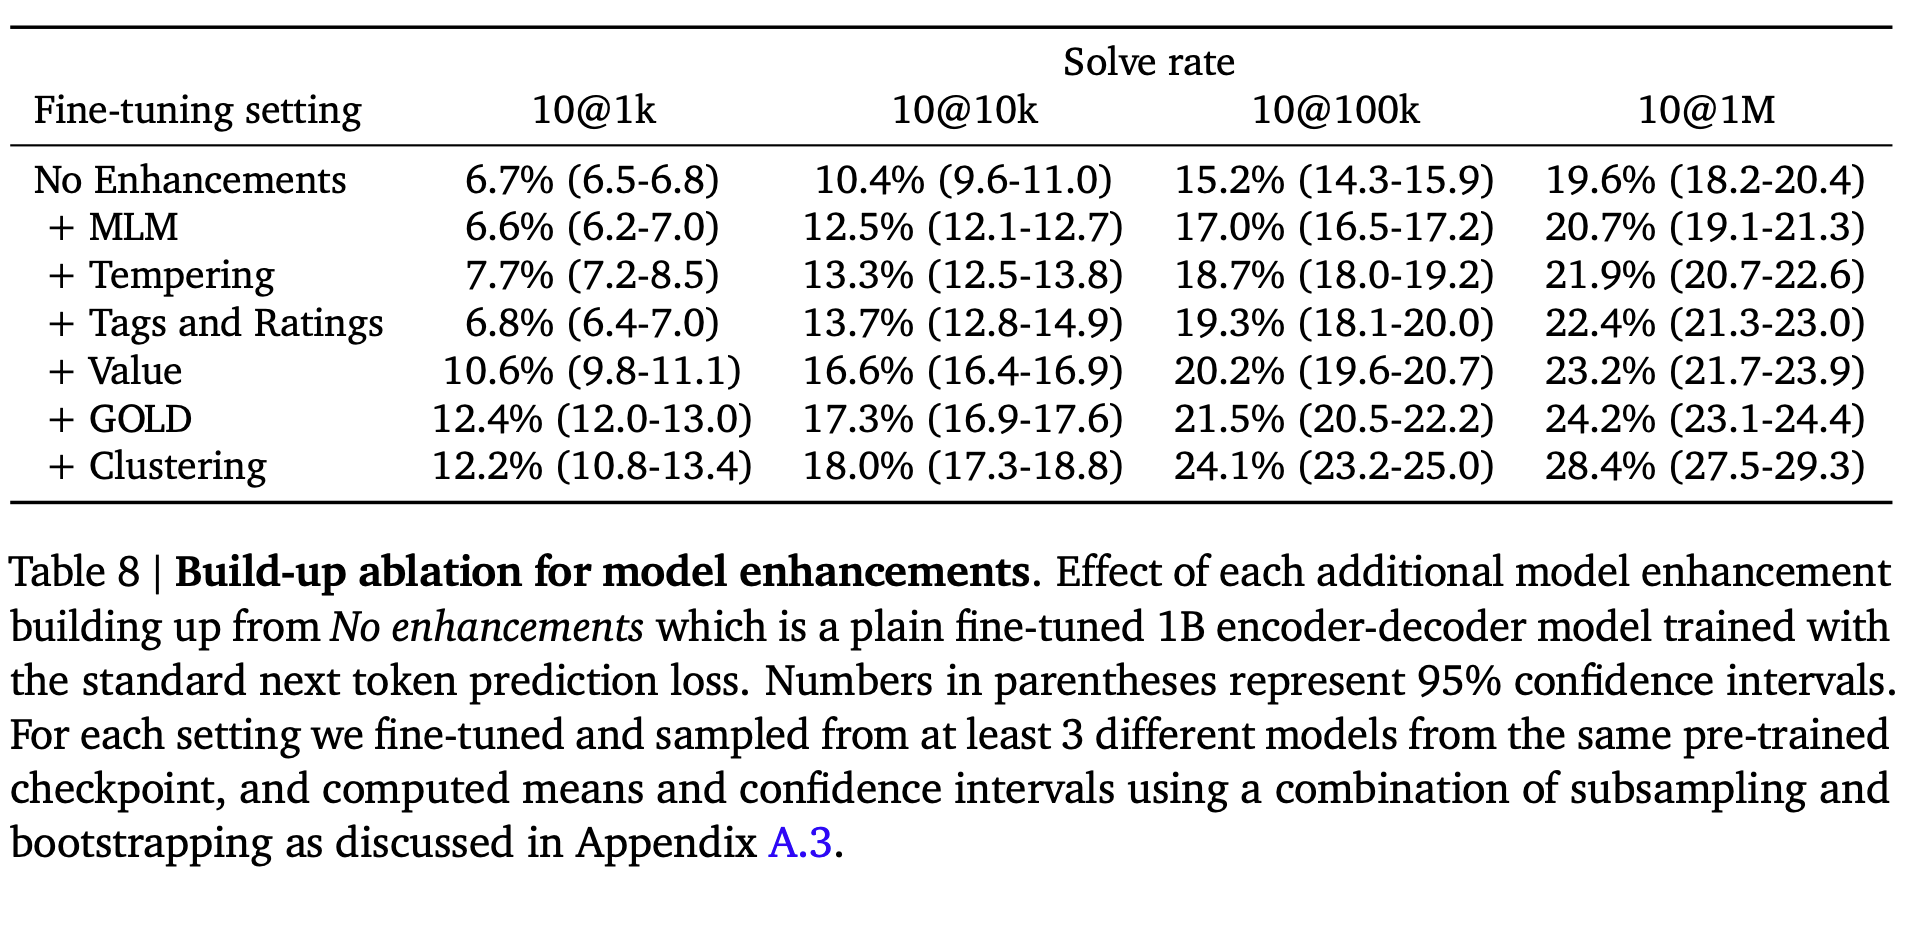 Solve rate
Fine-tuning setting 10@1k 10@10k 10@100k 10@1M
No Enhancements 6.7% (6.5-6.8) 10.4% (9.6-11.0) 15.2% (14.3-15.9) 19.6% (18.2-20.4)
+ MLM 6.6% (6.2-7.0) 12.5% (12.1-12.7) 17.0% (16.5-17.2) 20.7% (19.1-21.3)
+ Tempering 7.7% (7.2-8.5) 13.3% (12.5-13.8) 18.7% (18.0-19.2) 21.9% (20.7-22.6)
+ Tags and Ratings 6.8% (6.4-7.0) 13.7% (12.8-14.9) 19.3% (18.1-20.0) 22.4% (21.3-23.0)
+ Value 10.6% (9.8-11.1) 16.6% (16.4-16.9) 20.2% (19.6-20.7) 23.2% (21.7-23.9)
+ GOLD 12.4% (12.0-13.0) 17.3% (16.9-17.6) 21.5% (20.5-22.2) 24.2% (23.1-24.4)
+ Clustering 12.2% (10.8-13.4) 18.0% (17.3-18.8) 24.1% (23.2-25.0) 28.4% (27.5-29.3)
Table 8 | Build-up ablation for model enhancements. Effect of each additional model enhancement
building up from No enhancements which is a plain fine-tuned 1B encoder-decoder model trained with
the standard next token prediction loss. Numbers in parentheses represent 95% confidence intervals.
For each setting we fine-tuned and sampled from at least 3 different models from the same pre-trained
checkpoint, and computed means and confidence intervals using a combination of subsampling and
bootstrapping as discussed in Appendix A.3.